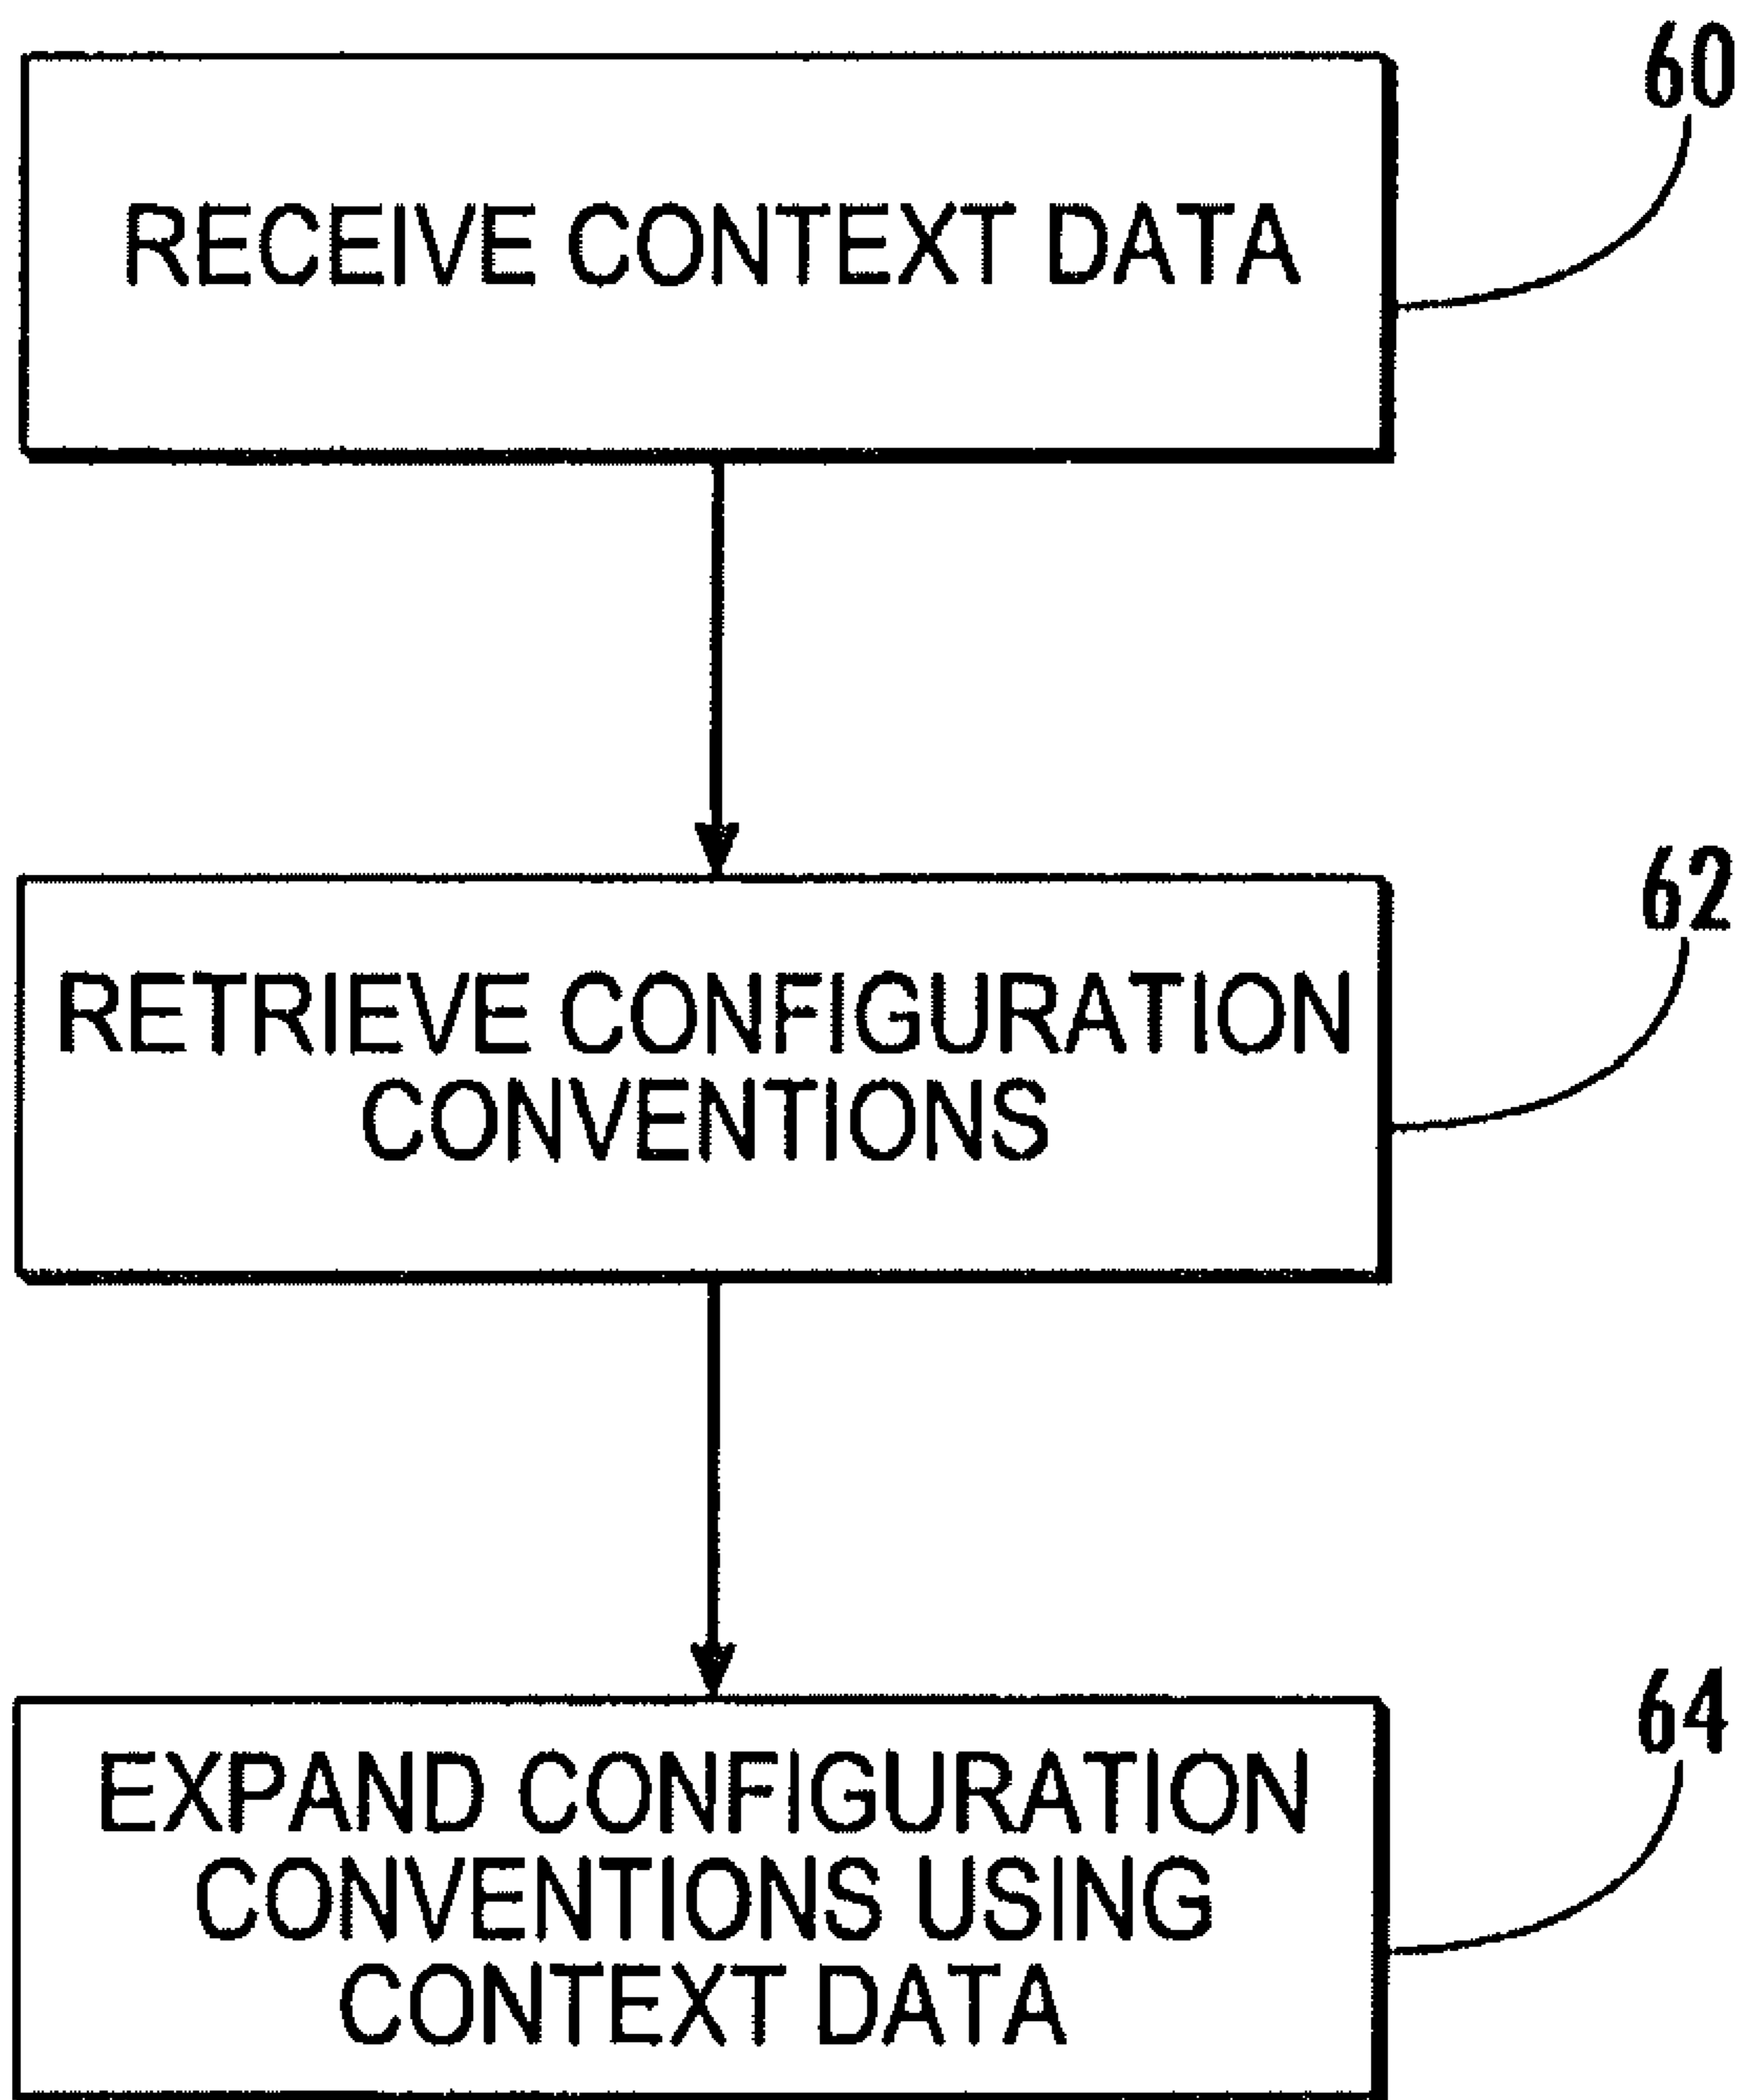 60
RECEIVE CONTEXT DATA
62
RETRIEVE CONFIGURATION
CONVENTIONS
64
EXPAND CONFIGURATION
CONVENTIONS USING
CONTEXT DATA